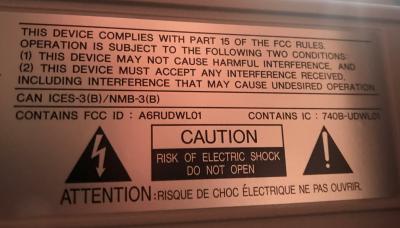 THIS DEVICE COMPLIES WITH PART 15 OF THE FCC RULES.
OPERATION IS SUBJECT TO THE FOLLOWING TWO CONDITIONS:
(1) THIS DEVICE MAY NOT CAUSE HARMFUL INTERFERENCE, AND
(2) THIS DEVICE MUST ACCEPT ANY INTERFERENCE RECEIVED,
INCLUDING INTERFERENCE THAT MAY CAUSE UNDESIRED OPERATION.
CAN ICES-3(B)/NMB-3(B)
CONTAINS FCC ID : A6RUDWL01 CONTAINS IC : 740B-UDWL01
CAUTION
RISK OF ELECTRIC SHOCK
DO NOT OPEN
ATTENTION:RISQUE DE CHOC ÉLECTRIQUE NE PAS OUVRIR.